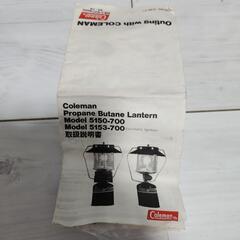 Outing with COLEMAN
Coleman
Coleman
Propane Butane Lantern
Model 5150-700
Model 5153-700
取扱説明書
Coleman